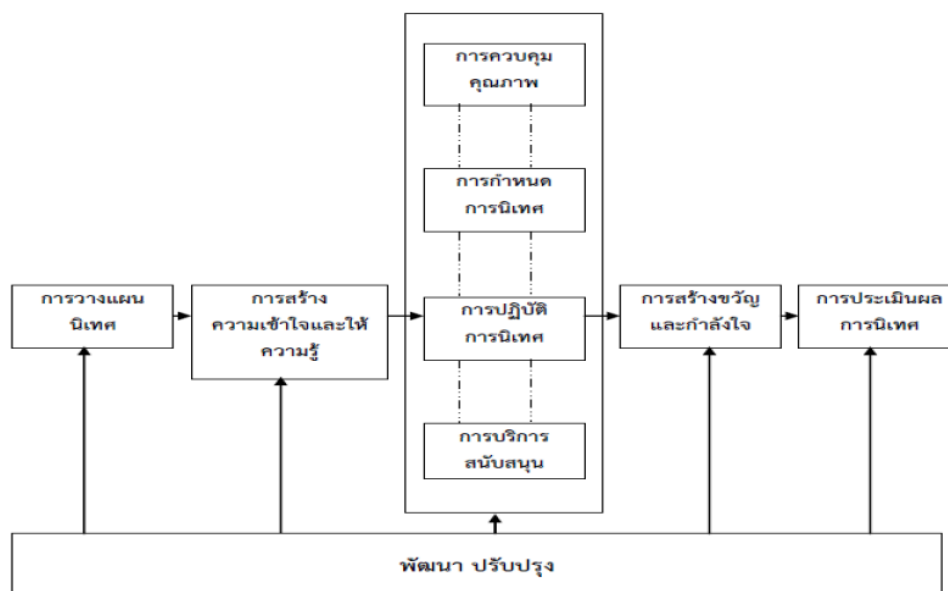 การควบคุม
คุณภาพ
การกำหนด
การนิเทศ
การวางแผน
นิเทศ
การสร้าง
ความเข้าใจและให้
ความรู้
การปฏิบัติ
การนิเทศ
การสร้างขวัญ
และกำลังใจ
การประเมินผล
การนิเทศ
การบริการ
สนับสนุน
พัฒนา ปรับปรุง